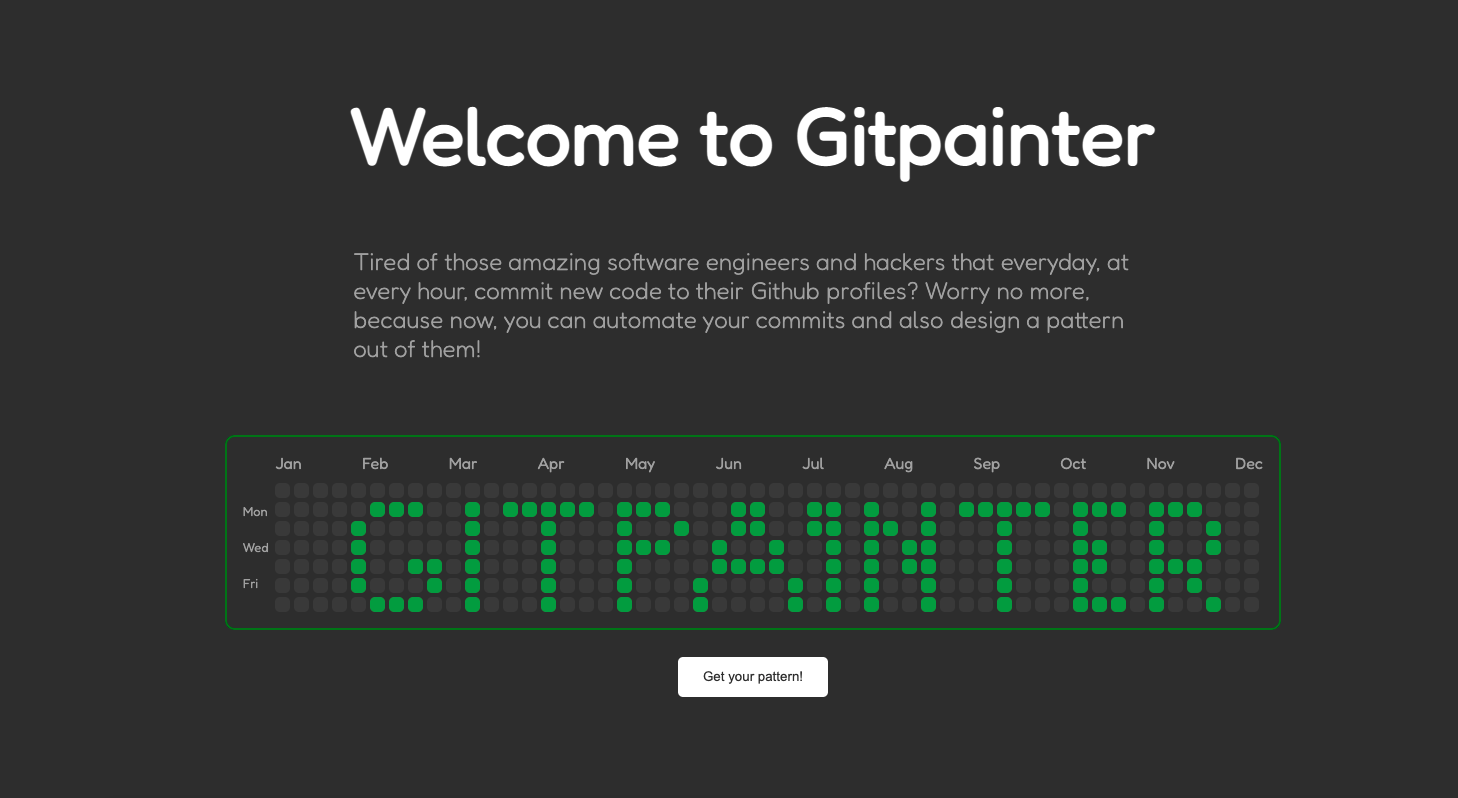 Welcome to Gitpainter
Tired of those amazing software engineers and hackers that everyday, at
every hour, commit new code to their Github profiles? Worry no more,
because now, you can automate your commits and also design a pattern
out of them!
Jan Feb Mar Apr May Jun Jul Aug Sep Oct Nov Dec
Mon
Wed
Fri
GITPAINTER
Get your pattern!